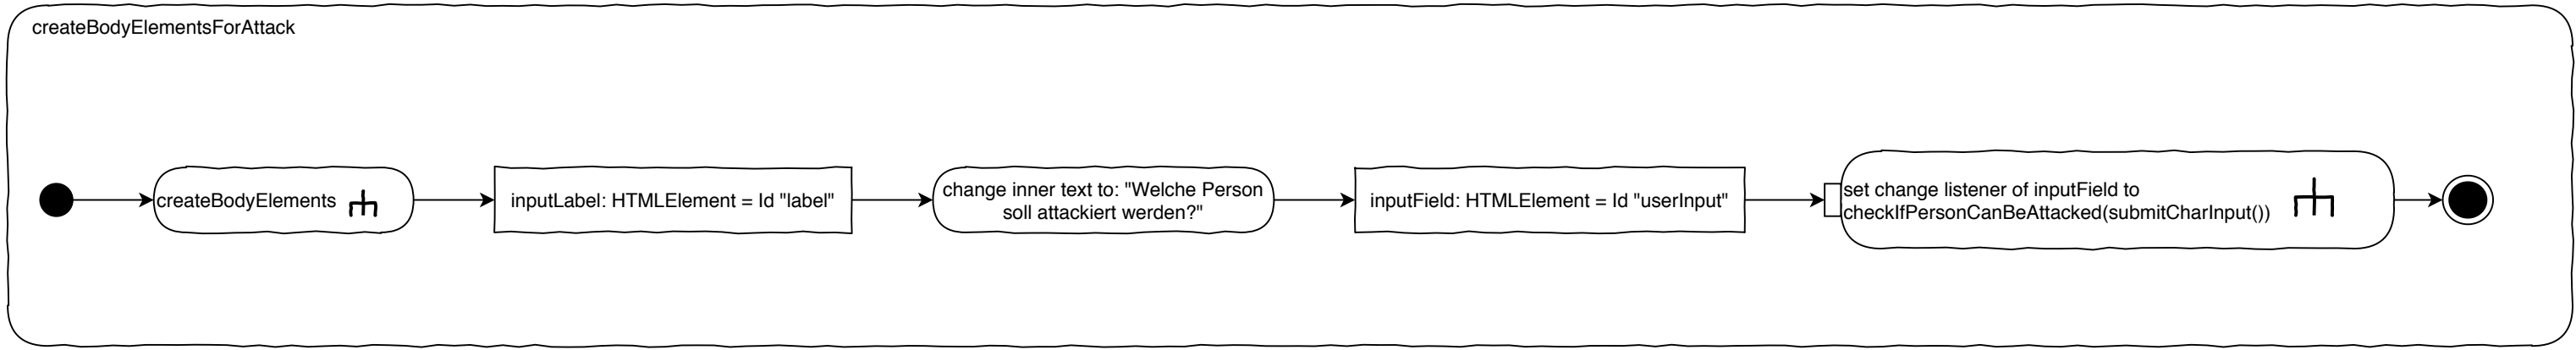 createBodyElementsForAttack
createBodyElements
inputLabel: HTMLElement = Id "label"
change inner text to: "Welche Person
soll attackiert werden?"
inputField: HTMLElement = Id "userInput"
set change listener of inputField to
checkIfPersonCanBeAttacked(submitCharInput())